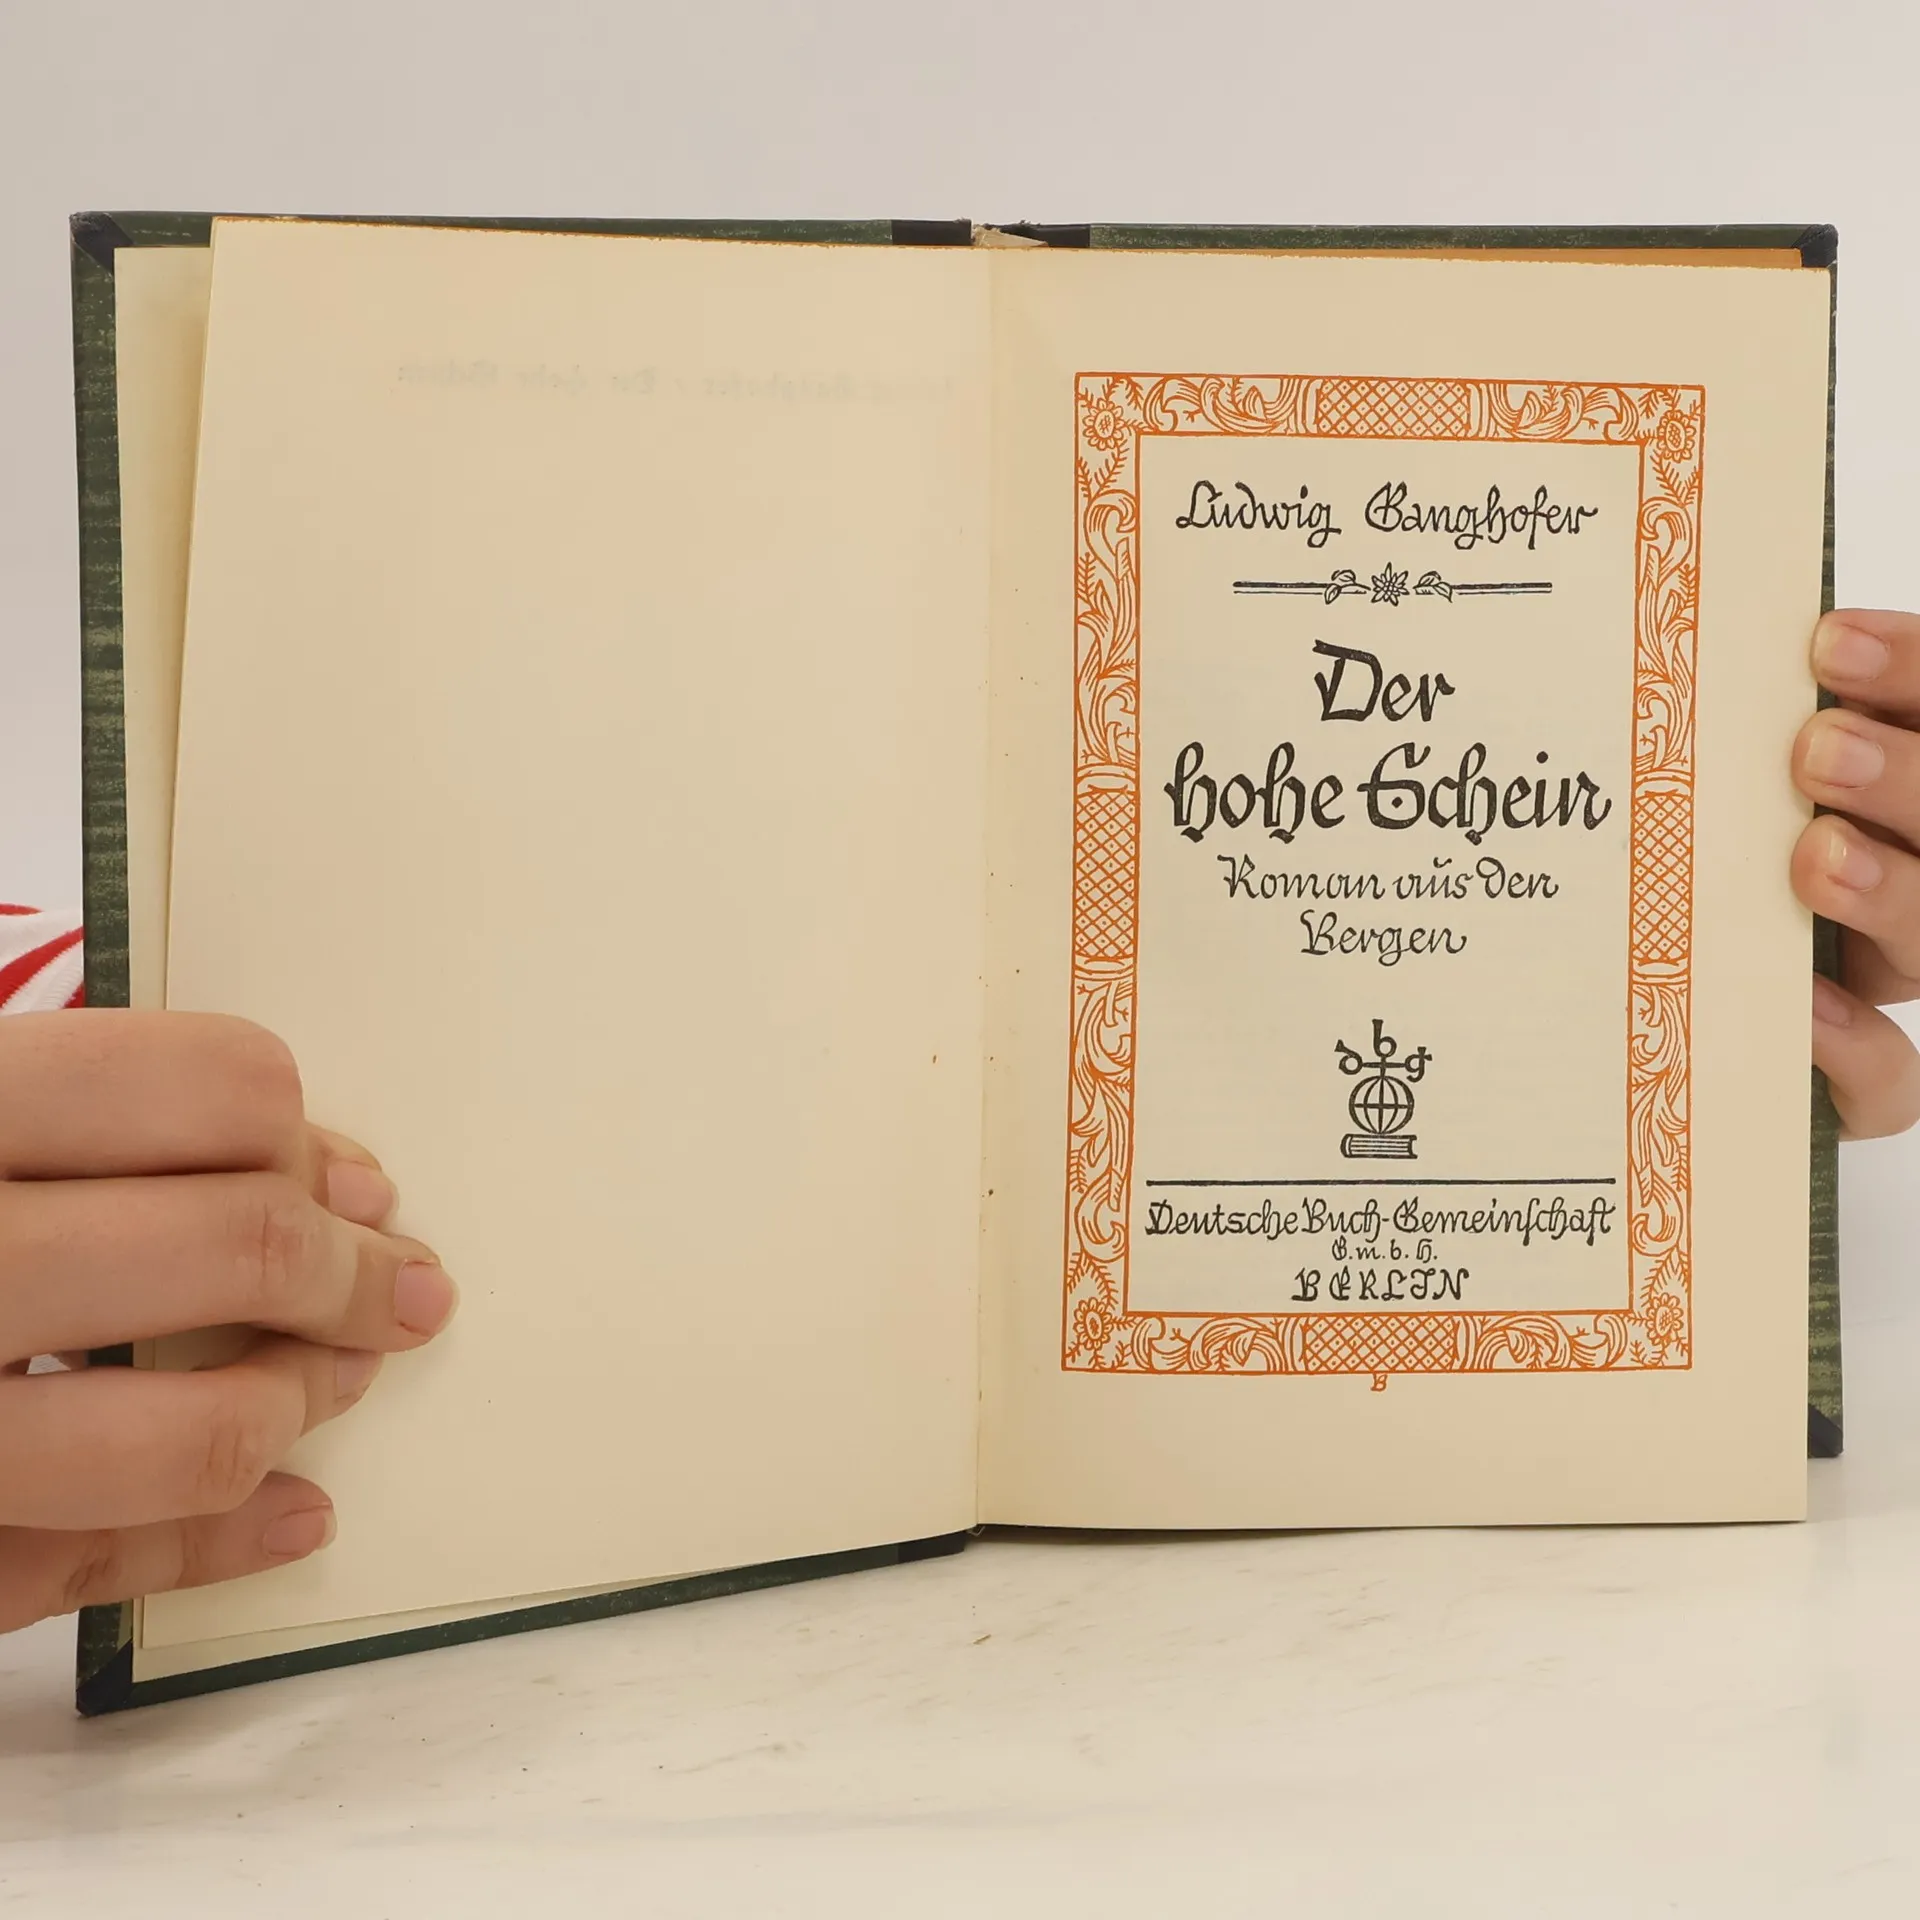 Ludwig Ganghofer
Der
hohe Schein
Roman aus den
Bergen
dbg
Deutsche Buch-Gemeinschaft
G.m.b.H.
BERLIN
B